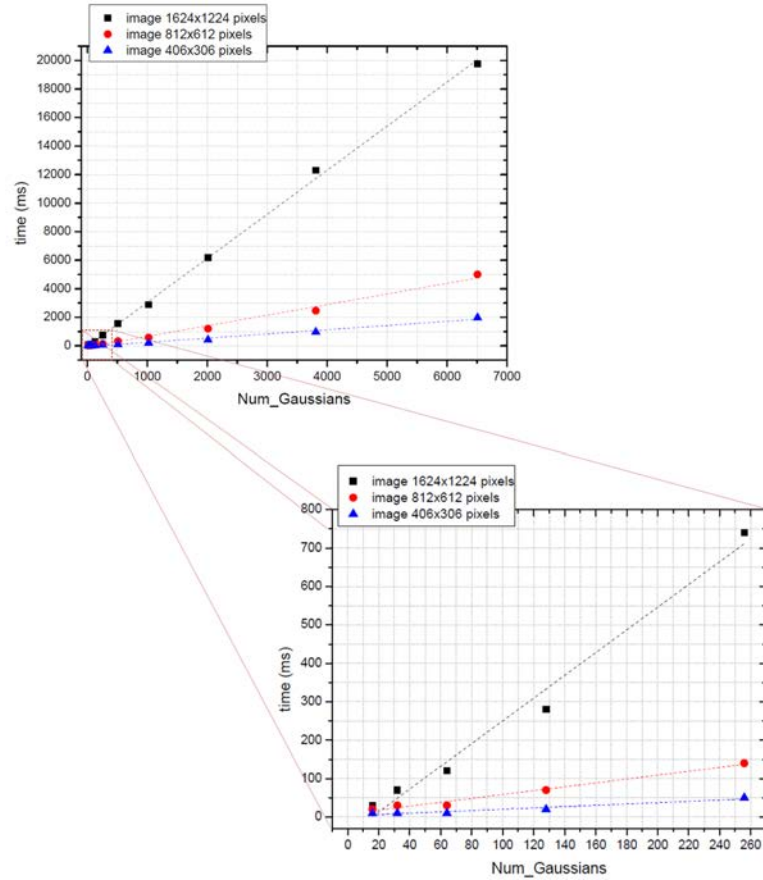 image 1624x1224 pixels
image 812x612 pixels
image 406x306 pixels
20000
18000
16000
14000
12000
10000
8000
6000
4000
2000
0
time (ms)
0 1000 2000 3000 4000 5000 6000 7000
Num_Gaussians
image 1624x1224 pixels
image 812x612 pixels
image 406x306 pixels
800
700
600
500
400
300
200
100
0
time (ms)
0 20 40 60 80 100 120 140 160 180 200 220 240 260
Num_Gaussians